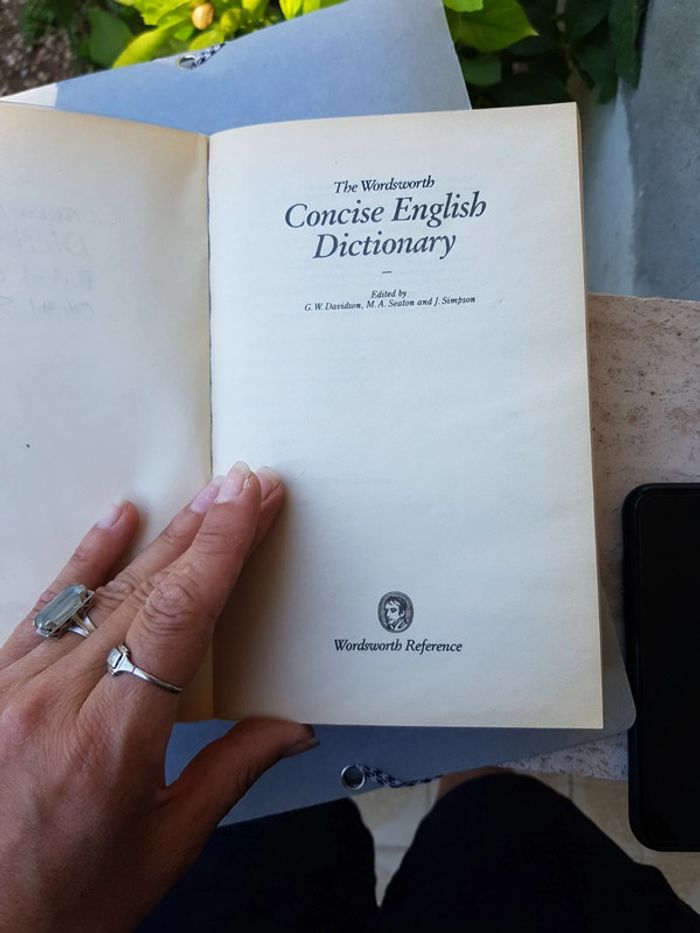 The Wordsworth
Concise English
Dictionary
—
Edited by
G. W. Davidson, M. A. Seaton and J. Simpson
Wordsworth Reference